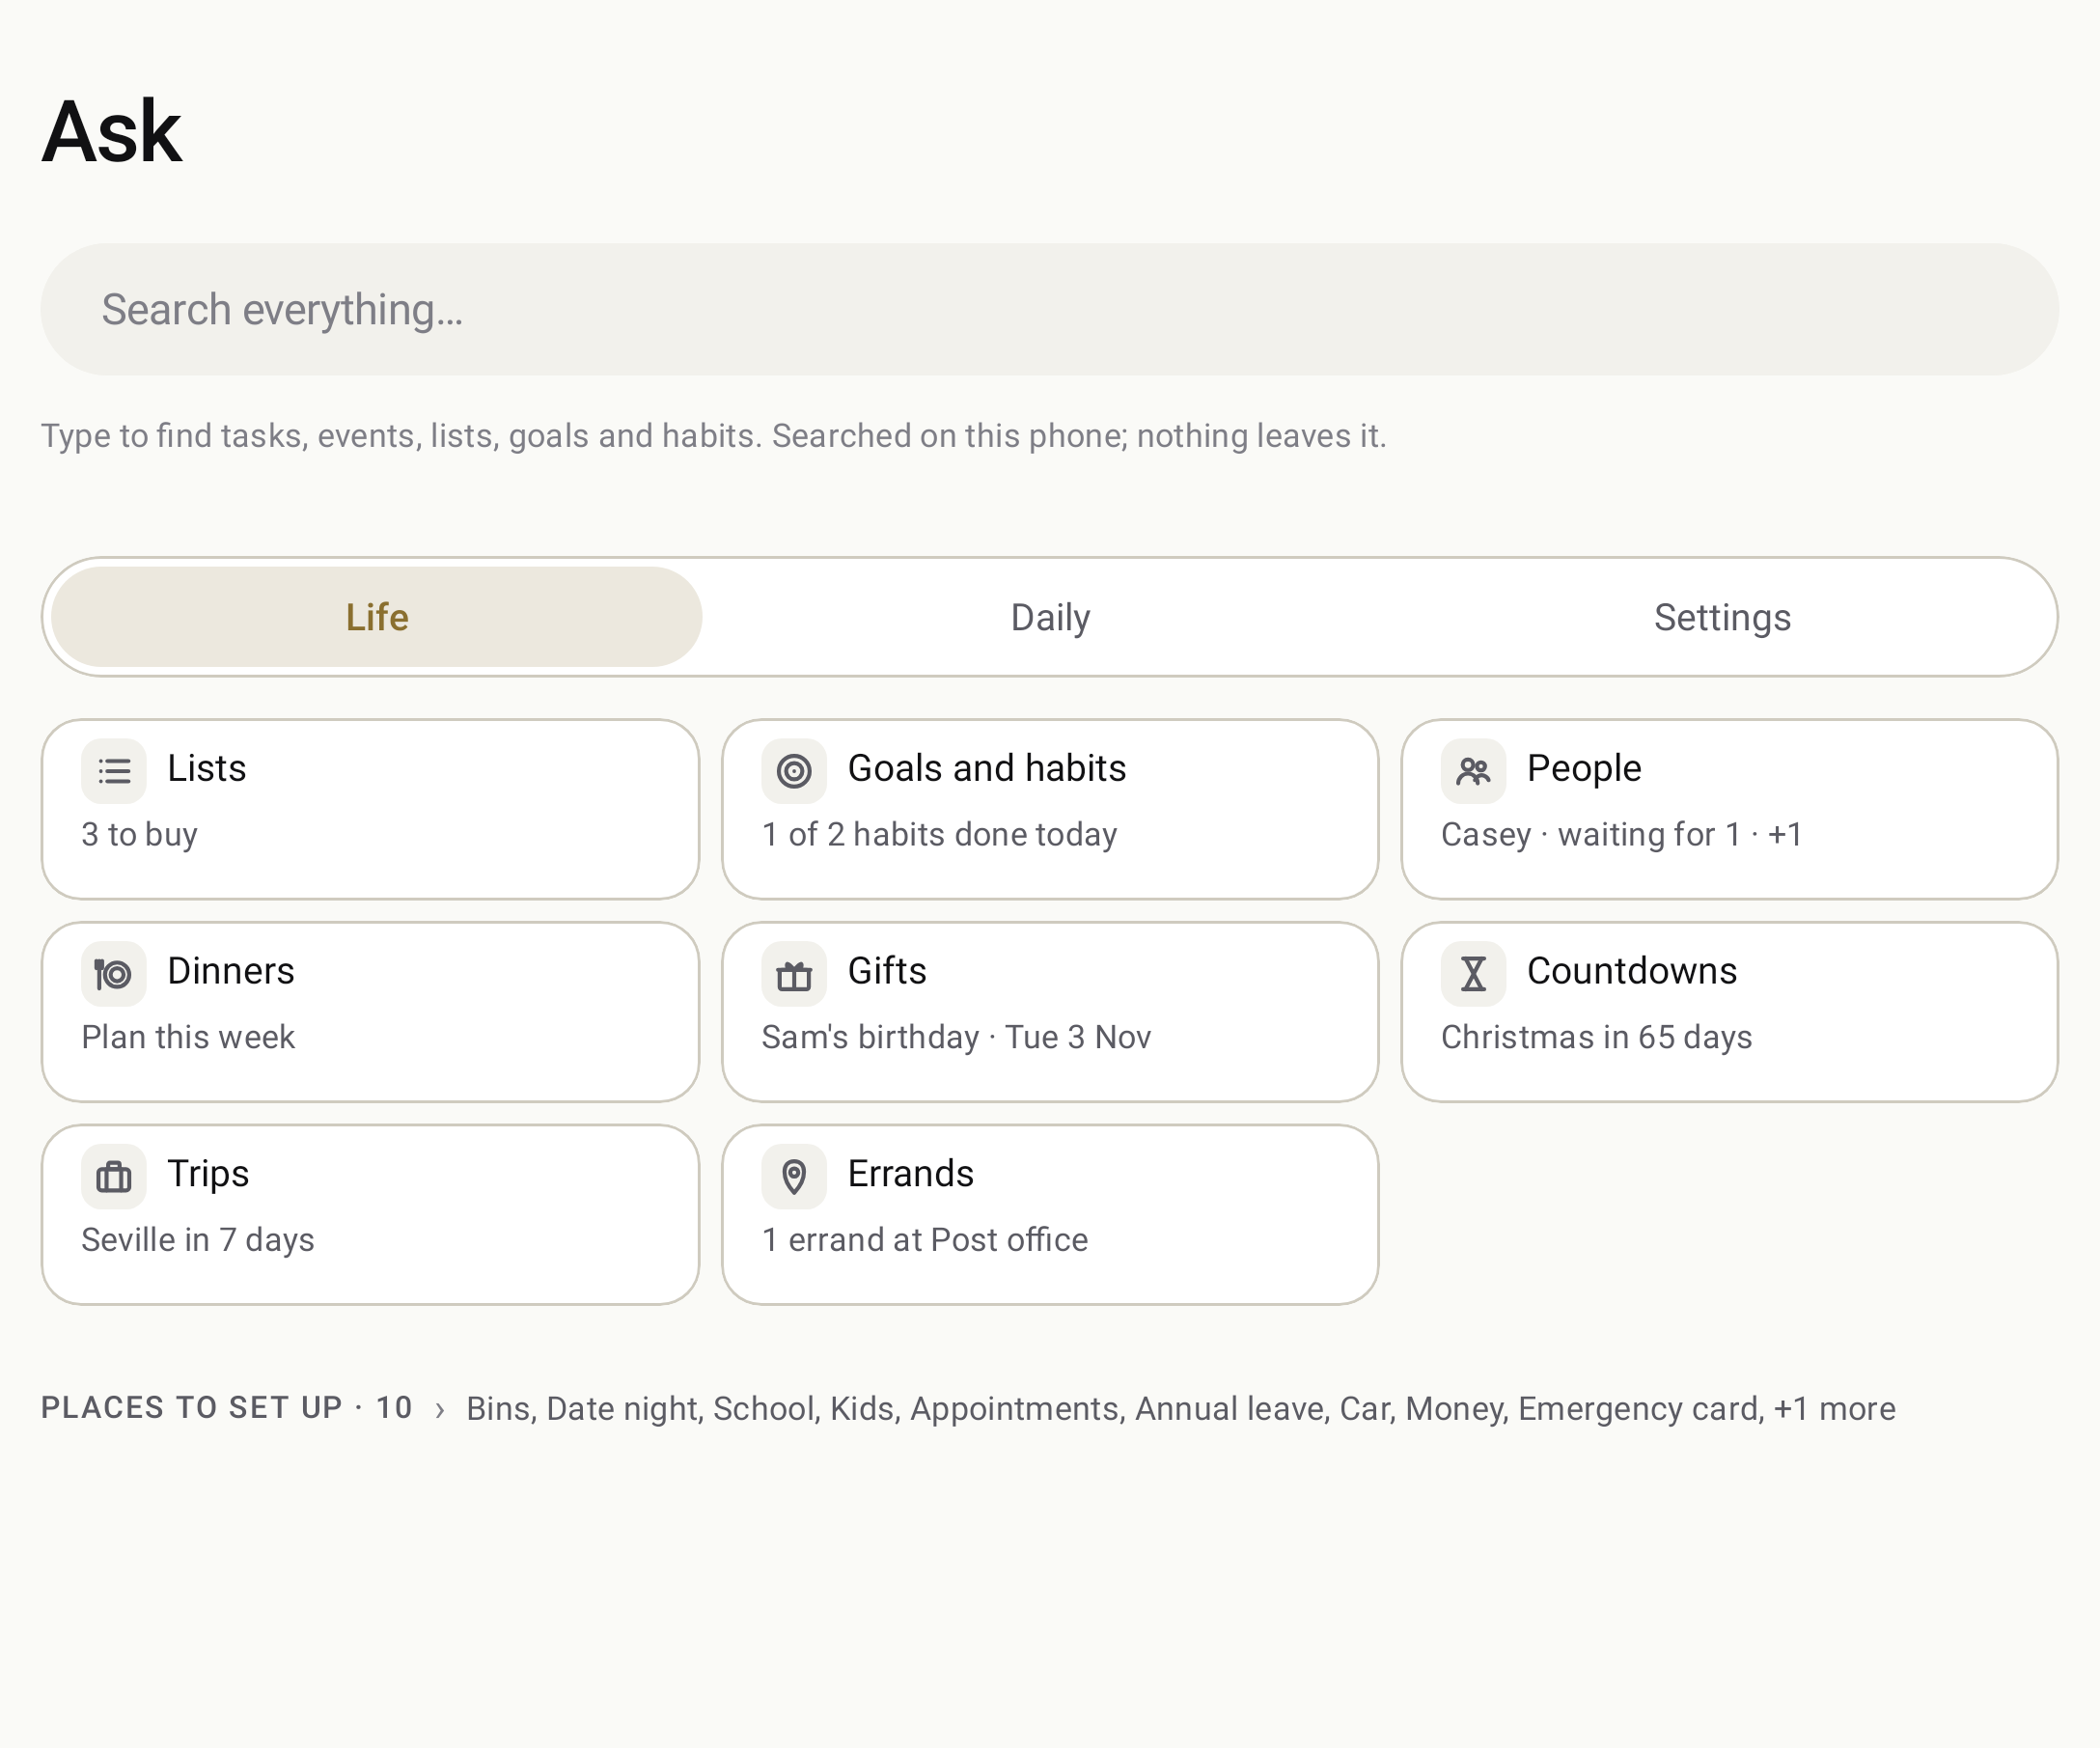 Ask
Search everything...
Type to find tasks, events, lists, goals and habits. Searched on this phone; nothing leaves it.
Life
Daily
Settings
Lists
3 to buy
Goals and habits
1 of 2 habits done today
People
Casey · waiting for 1 · +1
Dinners
Plan this week
Gifts
Sam's birthday · Tue 3 Nov
Countdowns
Christmas in 65 days
Trips
Seville in 7 days
Errands
1 errand at Post office
PLACES TO SET UP · 10 › Bins, Date night, School, Kids, Appointments, Annual leave, Car, Money, Emergency card, +1 more